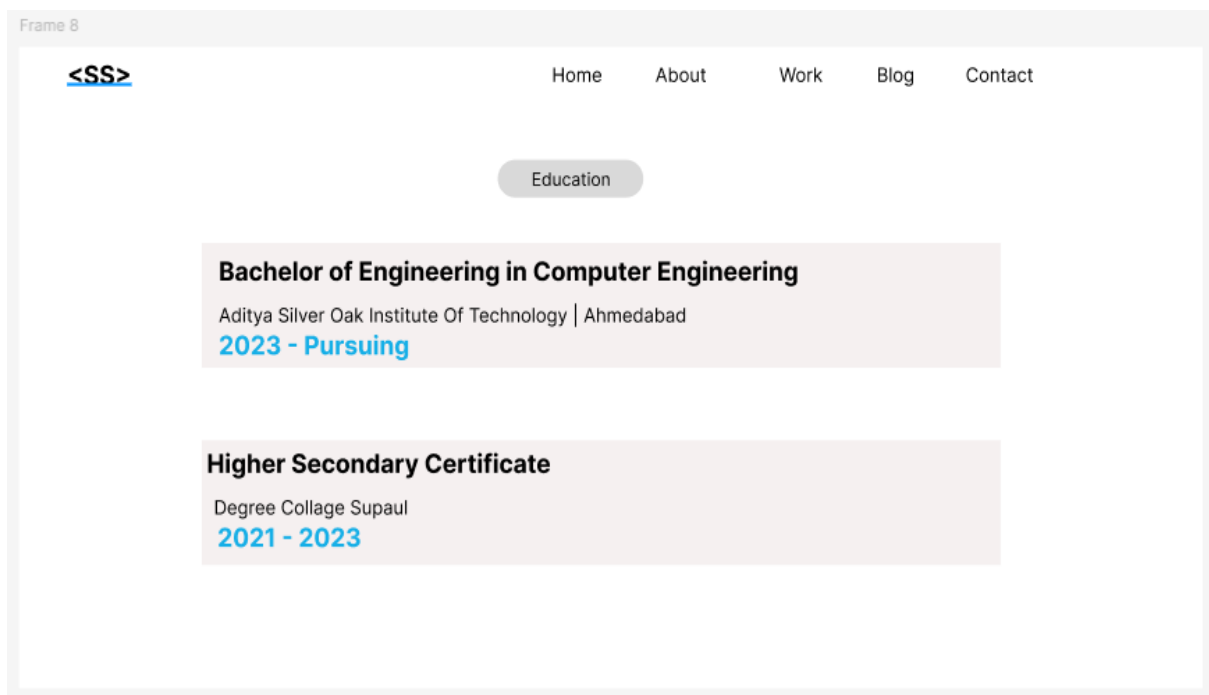 Frame 8
<SS>
Home About Work Blog Contact
Education
Bachelor of Engineering in Computer Engineering
Aditya Silver Oak Institute Of Technology | Ahmedabad
2023 - Pursuing
Higher Secondary Certificate
Degree Collage Supaul
2021 - 2023